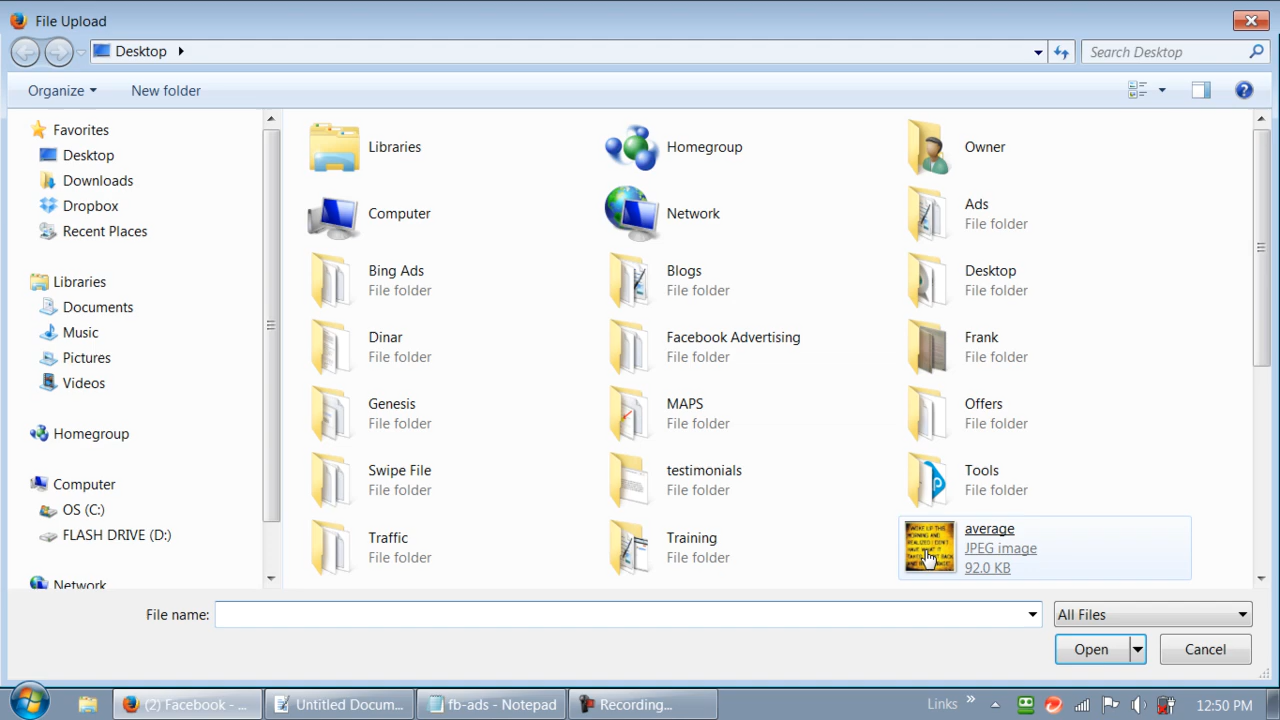 File Upload
Desktop
Search Desktop
Organize
New folder
Favorites
Desktop
Downloads
Dropbox
Recent Places
Libraries
Documents
Music
Pictures
Videos
Homegroup
Computer
OS (C:)
FLASH DRIVE (D:)
Network
Libraries
Homegroup
Owner
Computer
Network
Ads
File folder
Bing Ads
File folder
Blogs
File folder
Desktop
File folder
Dinar
File folder
Facebook Advertising
File folder
Frank
File folder
Genesis
File folder
MAPS
File folder
Offers
File folder
Swipe File
File folder
testimonials
File folder
Tools
File folder
Traffic
File folder
Training
File folder
average
JPEG image
92.0 KB
File name:
All Files
Open
Cancel
(2) Facebook - ...
Untitled Docum...
fb-ads - Notepad
Recording...
Links
12:50 PM